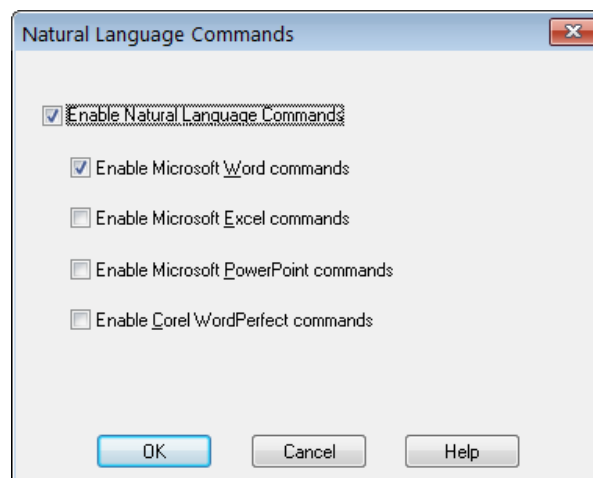 Natural Language Commands
Enable Natural Language Commands
Enable Microsoft Word commands
Enable Microsoft Excel commands
Enable Microsoft PowerPoint commands
Enable Corel WordPerfect commands
OK Cancel Help